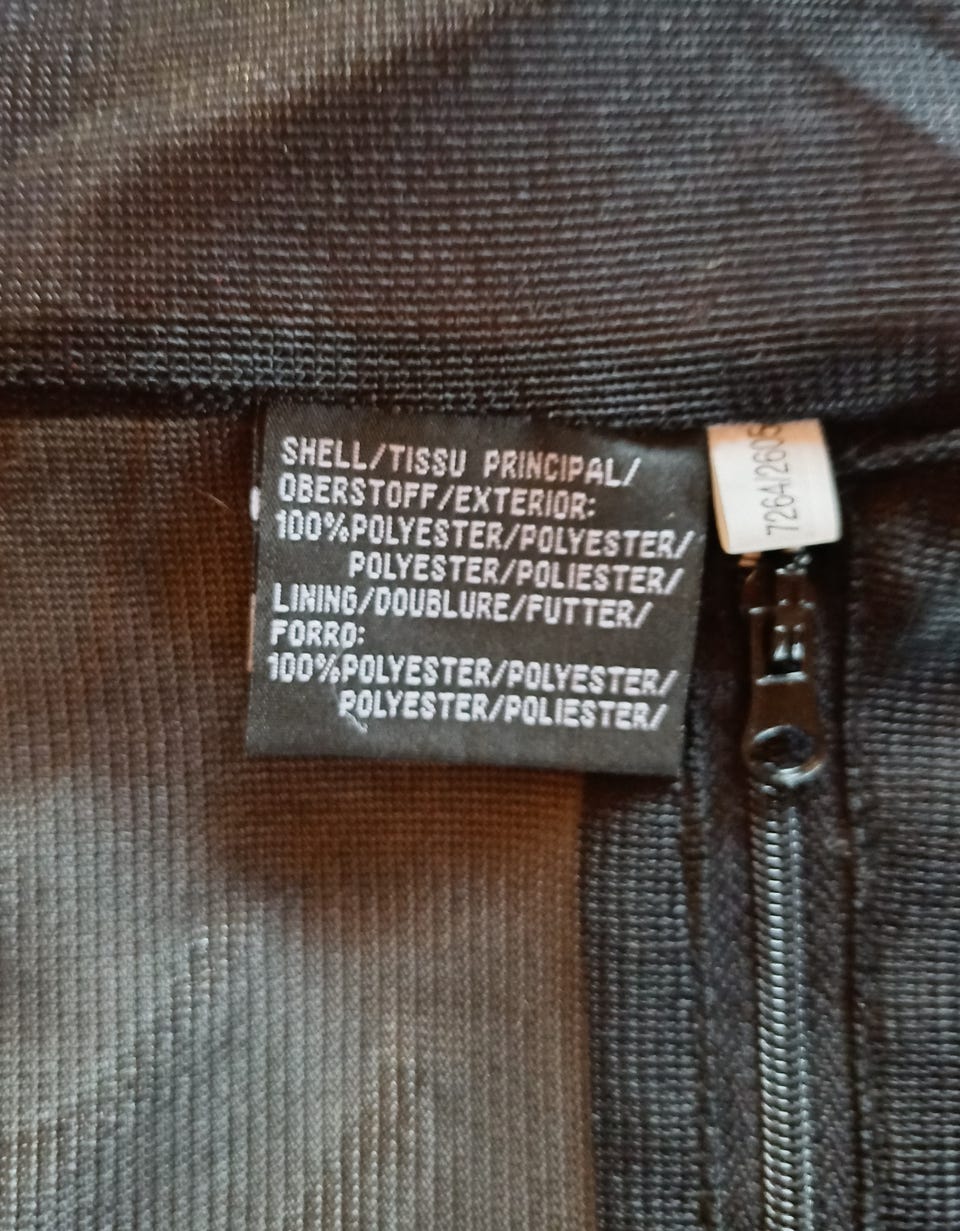 SHELL/TISSU PRINCIPAL/
OBERSTOFF/EXTERIOR:
100%POLYESTER/POLYESTER/
POLYESTER/POLIESTER/
LINING/DOUBLURE/FUTTER/
FORRO:
100%POLYESTER/POLYESTER/
POLYESTER/POLIESTER/